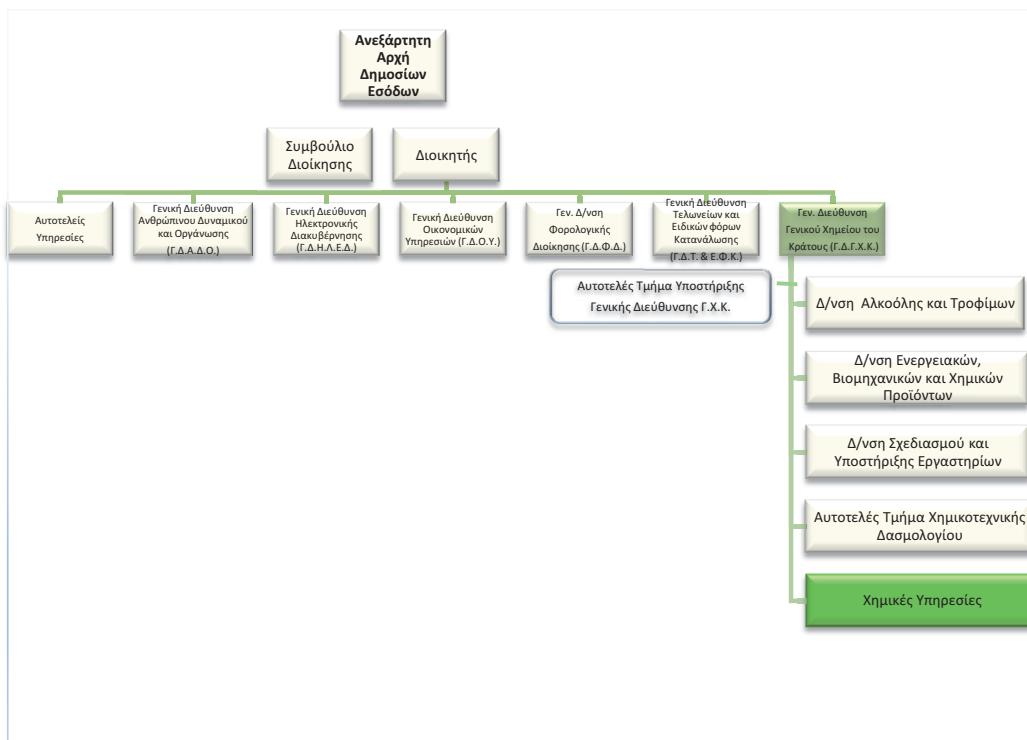 Ανεξάρτητη
Αρχή
Δημοσίων
Εσόδων
Συμβούλιο
Διοίκησης
Διοικητής
Αυτοτελείς
Υπηρεσίες
Γενική Διεύθυνση
Ανθρώπινου Δυναμικού
και Οργάνωσης
(Γ.Δ.Α.Δ.Ο.)
Γενική Διεύθυνση
Ηλεκτρονικής
Διακυβέρνησης
(Γ.Δ.Η.Λ.Ε.Δ.)
Γενική Διεύθυνση
Οικονομικών
Υπηρεσιών (Γ.Δ.Ο.Υ.)
Γεν. Δ/νση
Φορολογικής
Διοίκησης (Γ.Δ.Φ.Δ.)
Γενική Διεύθυνση
Τελωνείων και
Ειδικών φόρων
Κατανάλωσης
(Γ.Δ.Τ. & Ε.Φ.Κ.)
Γεν. Διεύθυνση
Γενικού Χημείου του
Κράτους (Γ.Δ.Γ.Χ.Κ.)
Αυτοτελές Τμήμα Υποστήριξης
Γενικής Διεύθυνσης Γ.Χ.Κ.
Δ/νση Αλκοόλης και Τροφίμων
Δ/νση Ενεργειακών,
Βιομηχανικών και Χημικών
Προϊόντων
Δ/νση Σχεδιασμού και
Υποστήριξης Εργαστηρίων
Αυτοτελές Τμήμα Χημικοτεχνικής
Δασμολογίου
Χημικές Υπηρεσίες